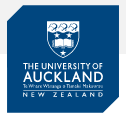 THE UNIVERSITY OF
AUCKLAND
Te Whare Wānanga o Tāmaki Makaurau
NEW ZEALAND